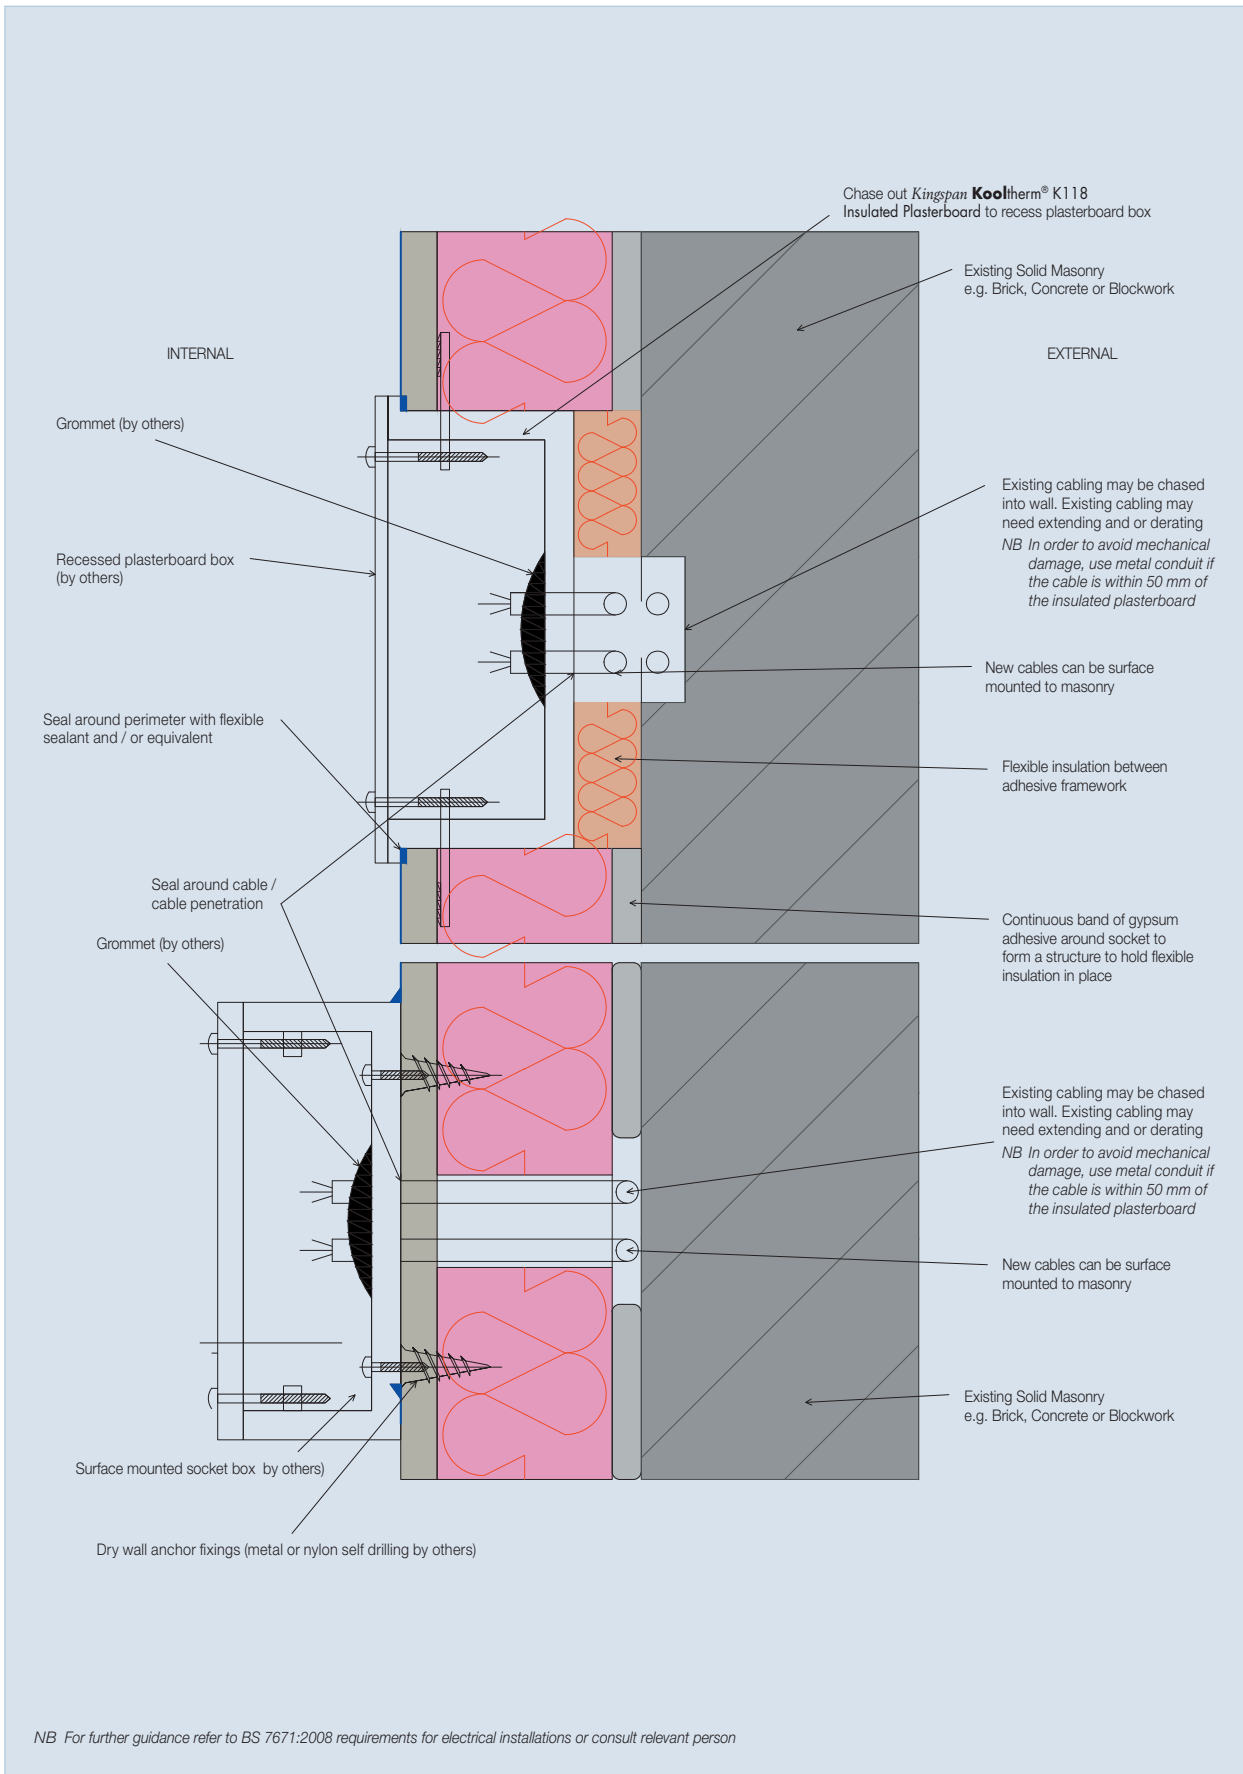 Chase out Kingspan Kooltherm® K118
Insulated Plasterboard to recess plasterboard box
Existing Solid Masonry
e.g. Brick, Concrete or Blockwork
INTERNAL
EXTERNAL
Grommet (by others)
Existing cabling may be chased
into wall. Existing cabling may
need extending and or derating
NB In order to avoid mechanical
damage, use metal conduit if
the cable is within 50 mm of
the insulated plasterboard
Recessed plasterboard box
(by others)
New cables can be surface
mounted to masonry
Seal around perimeter with flexible
sealant and / or equivalent
Flexible insulation between
adhesive framework
Seal around cable /
cable penetration
Continuous band of gypsum
adhesive around socket to
form a structure to hold flexible
insulation in place
Grommet (by others)
Existing cabling may be chased
into wall. Existing cabling may
need extending and or derating
NB In order to avoid mechanical
damage, use metal conduit if
the cable is within 50 mm of
the insulated plasterboard
New cables can be surface
mounted to masonry
Existing Solid Masonry
e.g. Brick, Concrete or Blockwork
Surface mounted socket box by others)
Dry wall anchor fixings (metal or nylon self drilling by others)
NB For further guidance refer to BS 7671:2008 requirements for electrical installations or consult relevant person